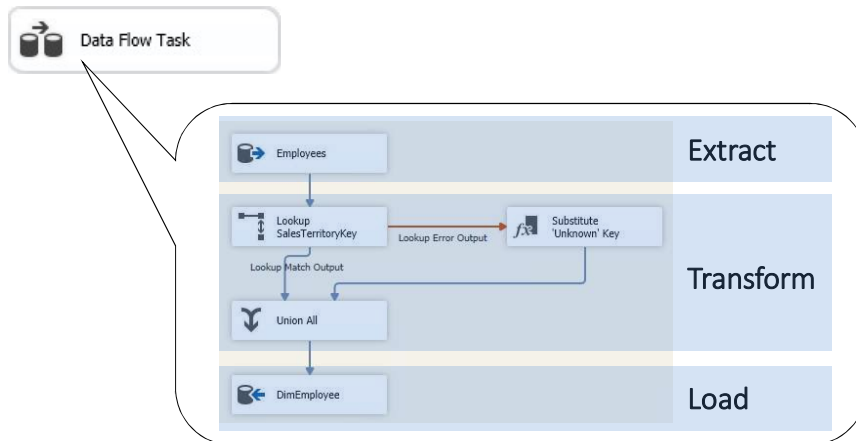 Data Flow Task
Employees
Extract
Lookup
SalesTerritoryKey
Lookup Error Output
Substitute
'Unknown' Key
Lookup Match Output
Transform
Union All
DimEmployee
Load